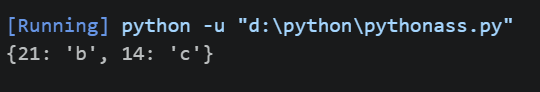 [Running] python -u "d:\python\pythonass.py"
{21: 'b', 14: 'c'}